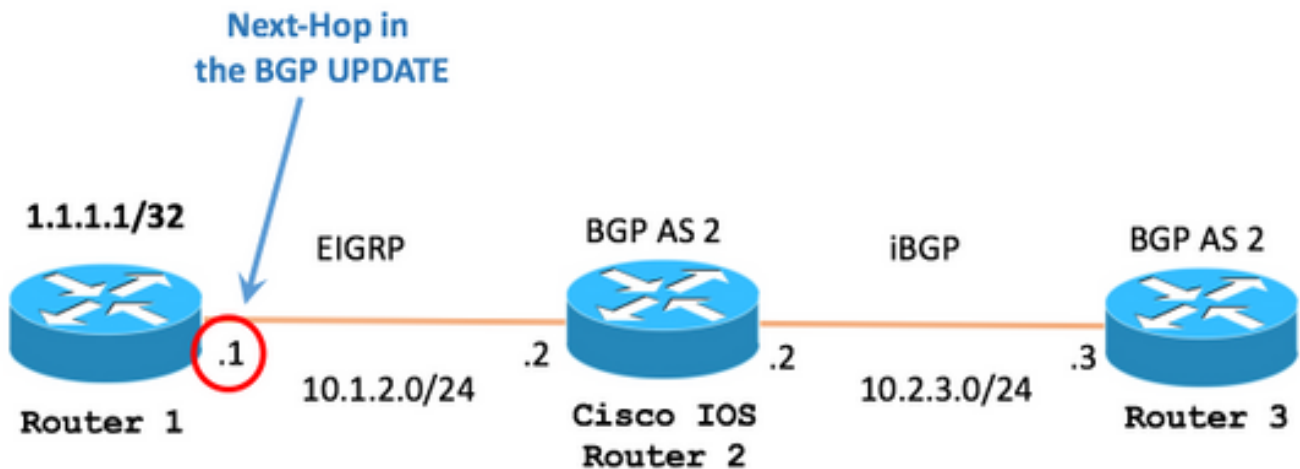 Next-Hop in
the BGP UPDATE
1.1.1.1/32
EIGRP
BGP AS 2
iBGP
BGP AS 2
.1
.2
.2
.3
10.1.2.0/24
10.2.3.0/24
Router 1
Cisco IOS
Router 2
Router 3